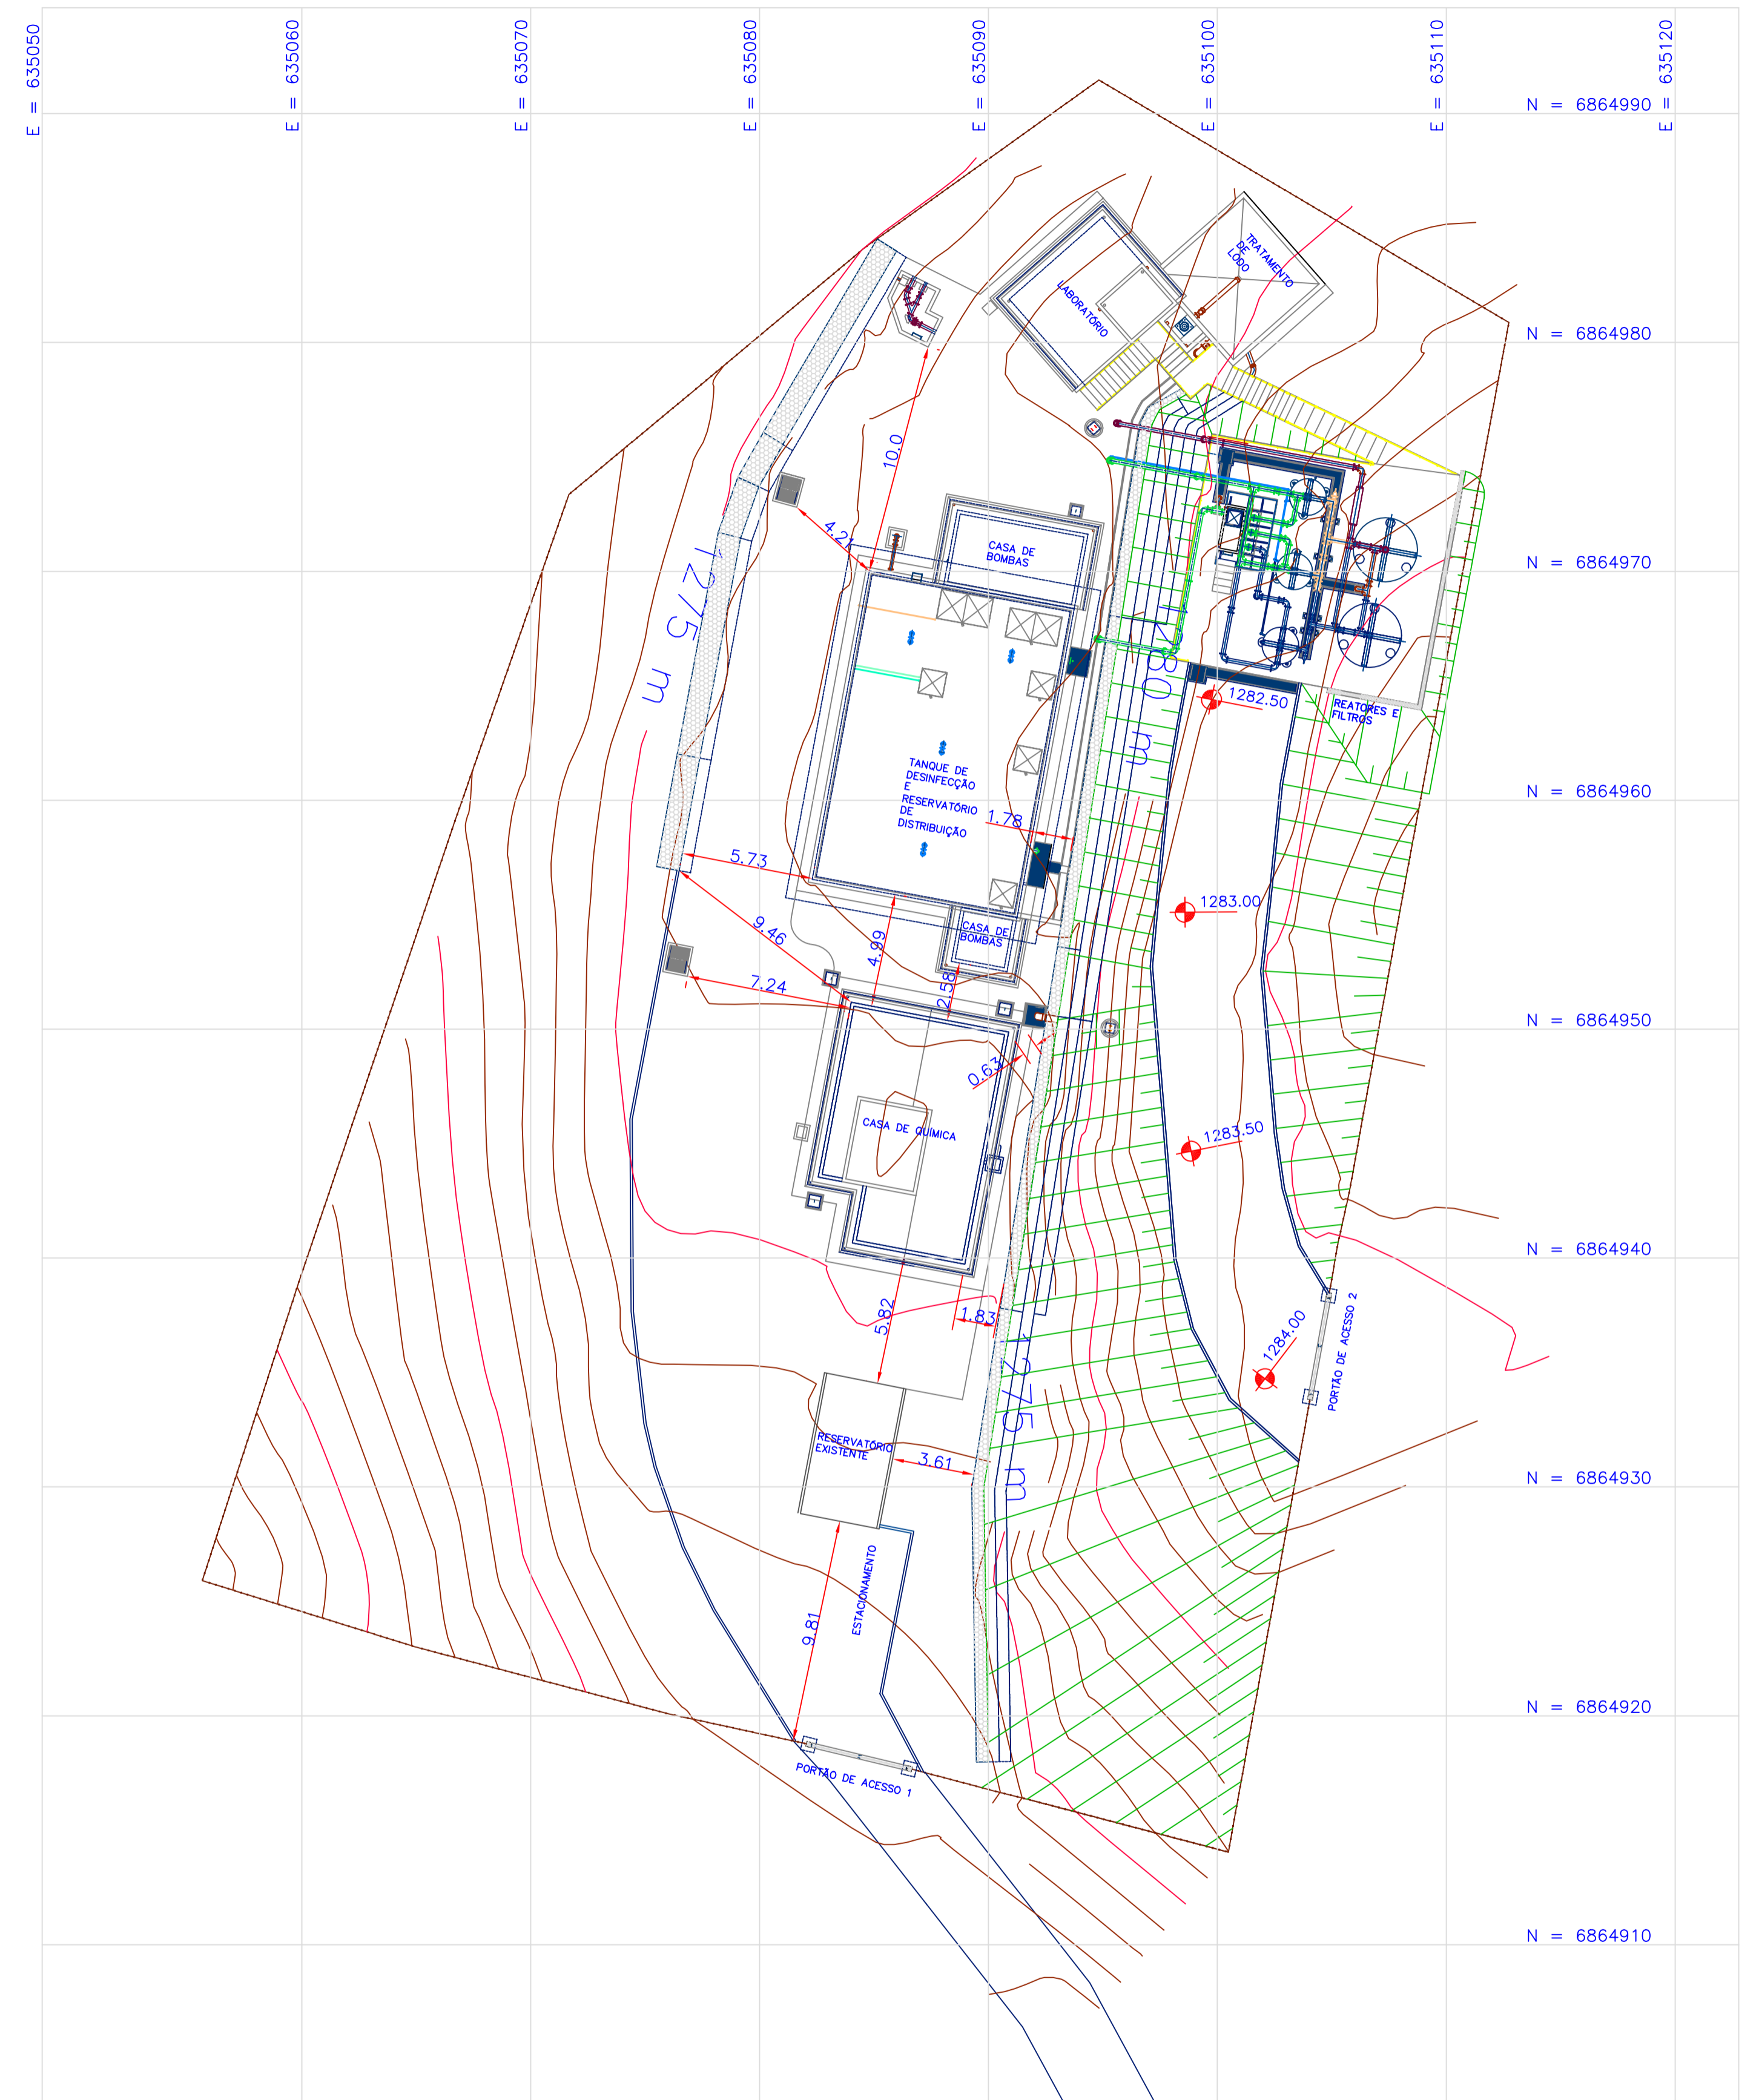 E = 635050
E = 635060
E = 635070
E = 635080
E = 635090
E = 635100
E = 635110
E = 635120
N = 6864990
N = 6864980
N = 6864970
N = 6864960
N = 6864950
N = 6864940
N = 6864930
N = 6864920
N = 6864910
TRATAMENTO
DE
LODO
LABORATÓRIO
10.0
4.21
CASA DE
BOMBAS
1275 m
1280 m
1282.50
REATORES E
FILTROS
TANQUE DE
DESINFECÇÃO
E
RESERVATÓRIO
DE
DISTRIBUIÇÃO
1.78
5.73
9.46
4.99
CASA DE
BOMBAS
1283.00
7.24
2.58
0.63
CASA DE QUÍMICA
1283.50
5.82
1.83
1284.00
PORTÃO DE ACESSO 2
1275 m
RESERVATÓRIO
EXISTENTE
3.61
ESTACIONAMENTO
9.81
PORTÃO DE ACESSO 1